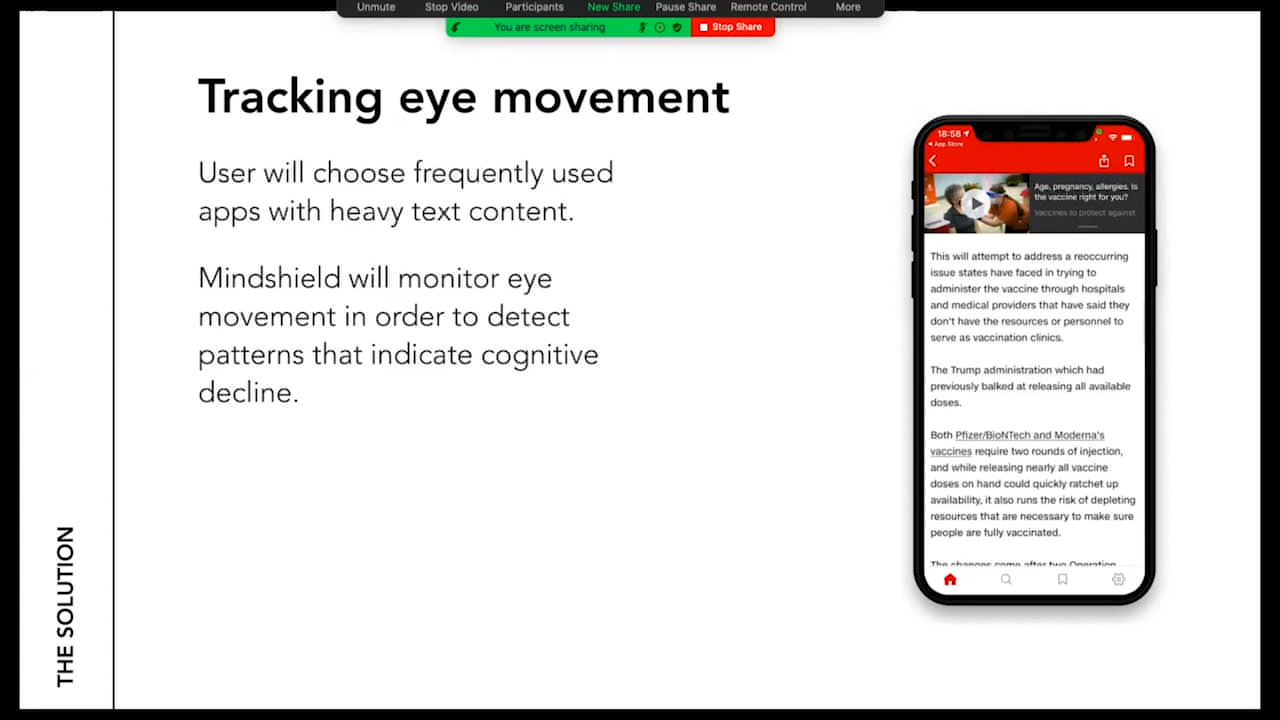 Unmute Stop Video Participants New Share Pause Share Remote Control More
You are screen sharing Stop Share
Tracking eye movement
User will choose frequently used
apps with heavy text content.
Mindshield will monitor eye
movement in order to detect
patterns that indicate cognitive
decline.
THE SOLUTION
18:58
App Store
Age, pregnancy, allergies. Is
the vaccine right for you?
Vaccines to protect against
This will attempt to address a reoccurring
issue states have faced in trying to
administer the vaccine through hospitals
and medical providers that have said they
don't have the resources or personnel to
serve as vaccination clinics.
The Trump administration which had
previously balked at releasing all available
doses.
Both Pfizer/BioNTech and Moderna's
vaccines require two rounds of injection,
and while releasing nearly all vaccine
doses on hand could quickly ratchet up
availability, it also runs the risk of depleting
resources that are necessary to make sure
people are fully vaccinated.
The changes come after two Operation